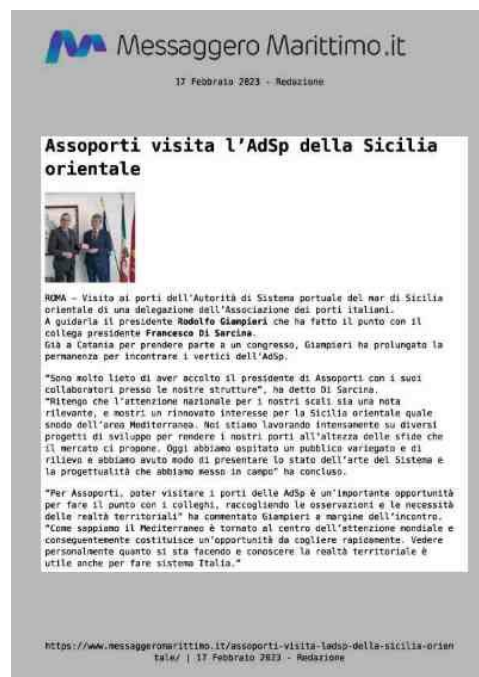 Messaggero Marittimo.it
17 Febbraio 2023 - Redazione
Assoporti visita l’AdSp della Sicilia
orientale
ROMA – Visita ai porti dell’Autorità di Sistema portuale del mar di Sicilia
orientale di una delegazione dell’Associazione dei porti italiani.
A guidarla il presidente Rodolfo Giampieri che ha fatto il punto con il
collega presidente Francesco Di Sarcina.
Già a Catania per prendere parte a un congresso, Giampieri ha prolungato la
permanenza per incontrare i vertici dell’AdSp.
“Sono molto lieto di aver accolto il presidente di Assoporti con i suoi
collaboratori presso le nostre strutture”, ha detto Di Sarcina.
“Ritengo che l’attenzione nazionale per i nostri scali sia una nota
rilevante, e mostri un rinnovato interesse per la Sicilia orientale quale
snodo dell’area Mediterranea. Noi stiamo lavorando intensamente su diversi
progetti di sviluppo per rendere i nostri porti all’altezza delle sfide che
il mercato ci propone. Oggi abbiamo ospitato un pubblico variegato e di
rilievo e abbiamo avuto modo di presentare lo stato dell’arte del Sistema e
la progettualità che abbiamo messo in campo” ha concluso.
“Per Assoporti, poter visitare i porti delle AdSp è un’importante opportunità
per fare il punto con i colleghi, raccogliendo le osservazioni e le necessità
delle realtà territoriali” ha commentato Giampieri a margine dell’incontro.
“Come sappiamo il Mediterraneo è tornato al centro dell’attenzione mondiale e
conseguentemente costituisce un’opportunità da cogliere rapidamente. Vedere
personalmente quanto si sta facendo e conoscere la realtà territoriale è
utile anche per fare sistema Italia.”
https://www.messaggeromarittimo.it/assoporti-visita-ladsp-della-sicilia-orien
tale/ | 17 Febbraio 2023 - Redazione